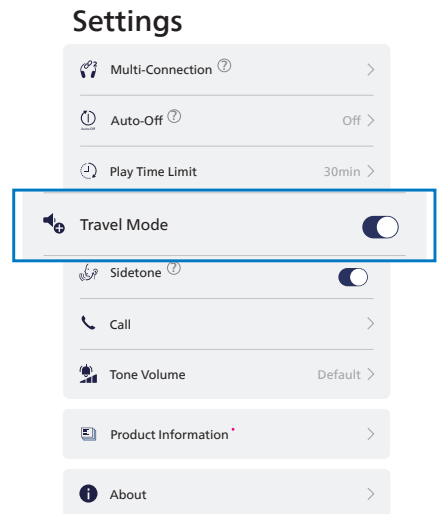 Settings
Multi-Connection ?
Auto-Off ?
Off
Play Time Limit
30min
Travel Mode
Sidetone ?
Call
Tone Volume
Default
Product Information
About